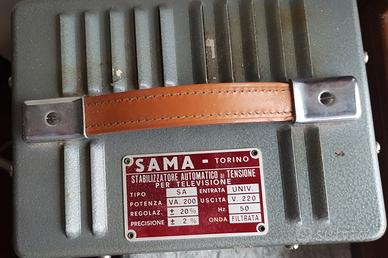 SAMA - TORINO
STABILIZZATORE AUTOMATICO DI TENSIONE
PER TELEVISIONE
TIPO SA ENTRATA UNIV.
POTENZA VA. 200 USCITA V. 220
REGOLAZ. ± 20% Hz 50
PRECISIONE ± 2% ONDA FILTRATA